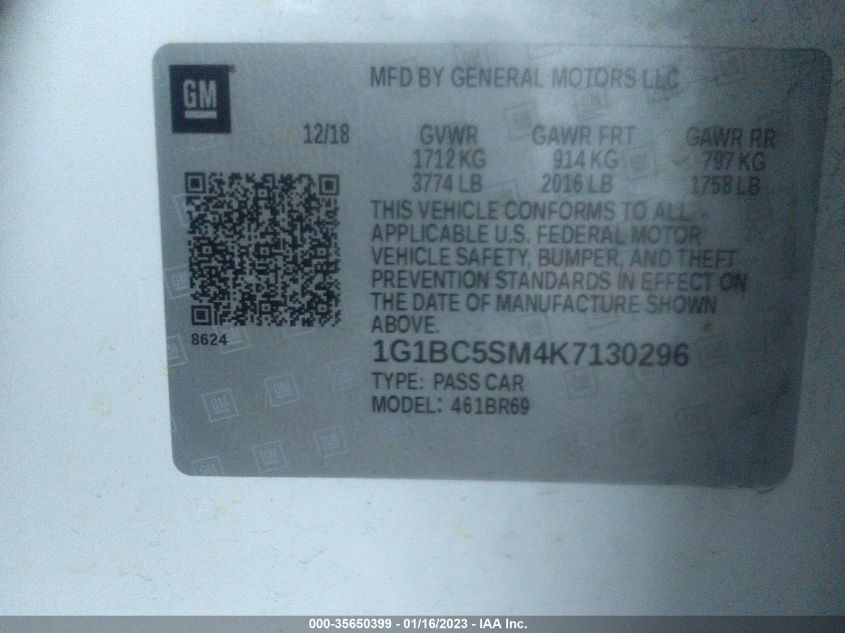 GM
MFD BY GENERAL MOTORS LLC
12/18 GVWR GAWR FRT GAWR RR
1712 KG 914 KG 797 KG
3774 LB 2016 LB 1758 LB
THIS VEHICLE CONFORMS TO ALL
APPLICABLE U.S. FEDERAL MOTOR
VEHICLE SAFETY, BUMPER, AND THEFT
PREVENTION STANDARDS IN EFFECT ON
THE DATE OF MANUFACTURE SHOWN
ABOVE.
8624
1G1BC5SM4K7130296
TYPE: PASS CAR
MODEL: 461BR69
000-35650399 - 01/16/2023 - IAA Inc.